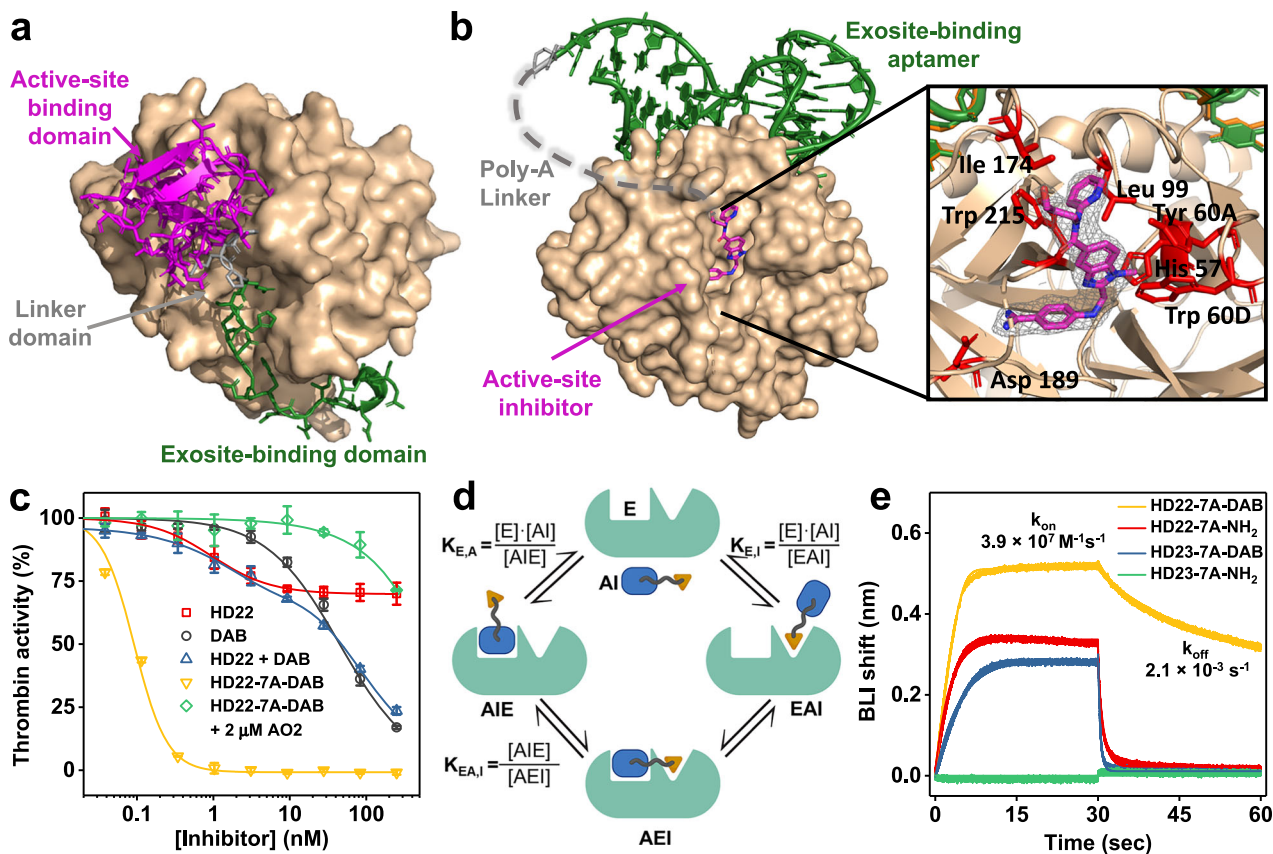 a
Active-site
binding
domain
Linker
domain
Exosite-binding domain
b
Exosite-binding
aptamer
Poly-A
Linker
Active-site
inhibitor
Ile 174
Leu 99
Trp 215
Tyr 60A
His 57
Trp 60D
Asp 189
c
Thrombin activity (%)
100
75
50
25
0
HD22
DAB
HD22 + DAB
HD22-7A-DAB
HD22-7A-DAB
+ 2 µM AO2
0.1 1 10 100
[Inhibitor] (nM)
d
E
K_E,A = [E]·[AI] / [AIE]
K_E,I = [E]·[AI] / [EAI]
AI
AIE
EAI
K_EA,I = [AIE] / [AEI]
AEI
e
BLI shift (nm)
0.6
0.4
0.2
0.0
HD22-7A-DAB
HD22-7A-NH₂
HD23-7A-DAB
HD23-7A-NH₂
k_on
3.9 × 10⁷ M⁻¹s⁻¹
k_off
2.1 × 10⁻³ s⁻¹
0 15 30 45 60
Time (sec)